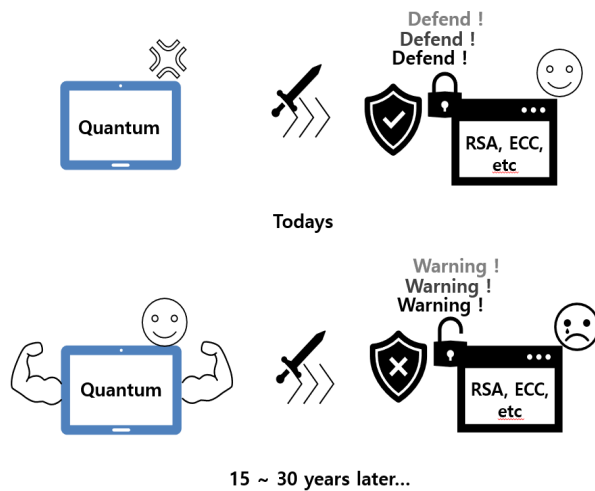 Defend !
Defend !
Defend !
Quantum
RSA, ECC,
etc
Todays
Warning !
Warning !
Warning !
Quantum
RSA, ECC,
etc
15 ~ 30 years later...